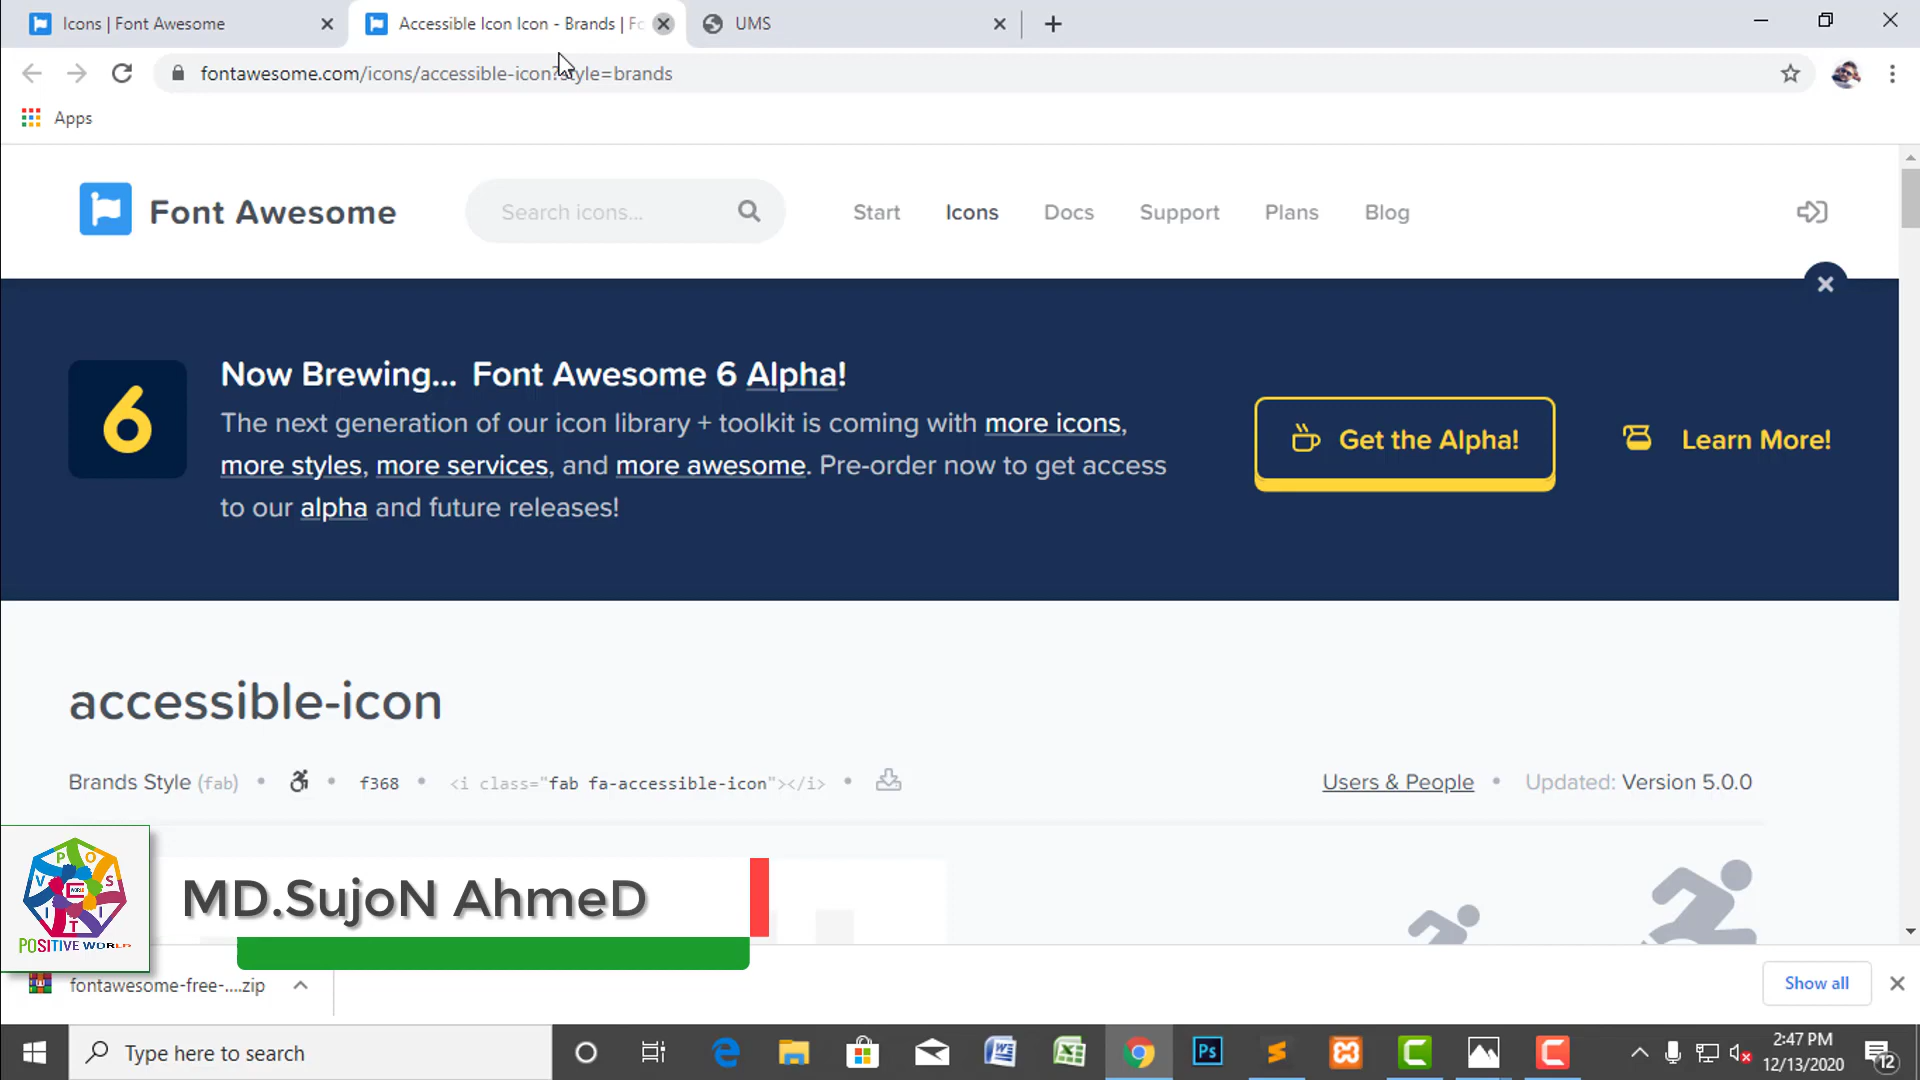 Icons | Font Awesome
Accessible Icon Icon - Brands | Fo
UMS
fontawesome.com/icons/accessible-icon?style=brands
Apps
Font Awesome
Search icons...
Start
Icons
Docs
Support
Plans
Blog
6
Now Brewing... Font Awesome 6 Alpha!
The next generation of our icon library + toolkit is coming with more icons,
more styles, more services, and more awesome. Pre-order now to get access
to our alpha and future releases!
Get the Alpha!
Learn More!
accessible-icon
Brands Style (fab) • • f368 • <i class="fab fa-accessible-icon"></i> •
Users & People • Updated: Version 5.0.0
POSITIVE WORLD
MD.SujoN AhmeD
fontawesome-free-....zip
Show all
Type here to search
Ps
2:47 PM
12/13/2020
12